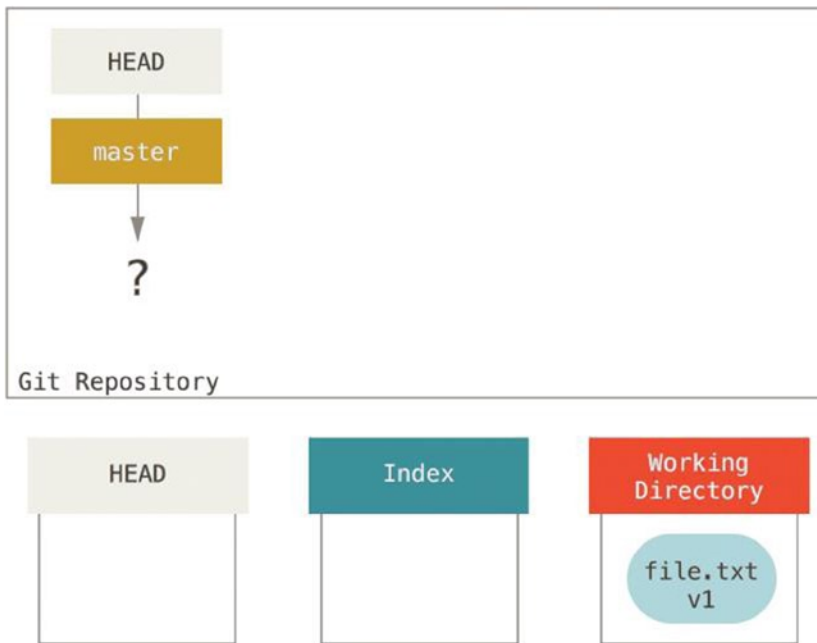 HEAD
master
?
Git Repository
HEAD
Index
Working
Directory
file.txt
v1